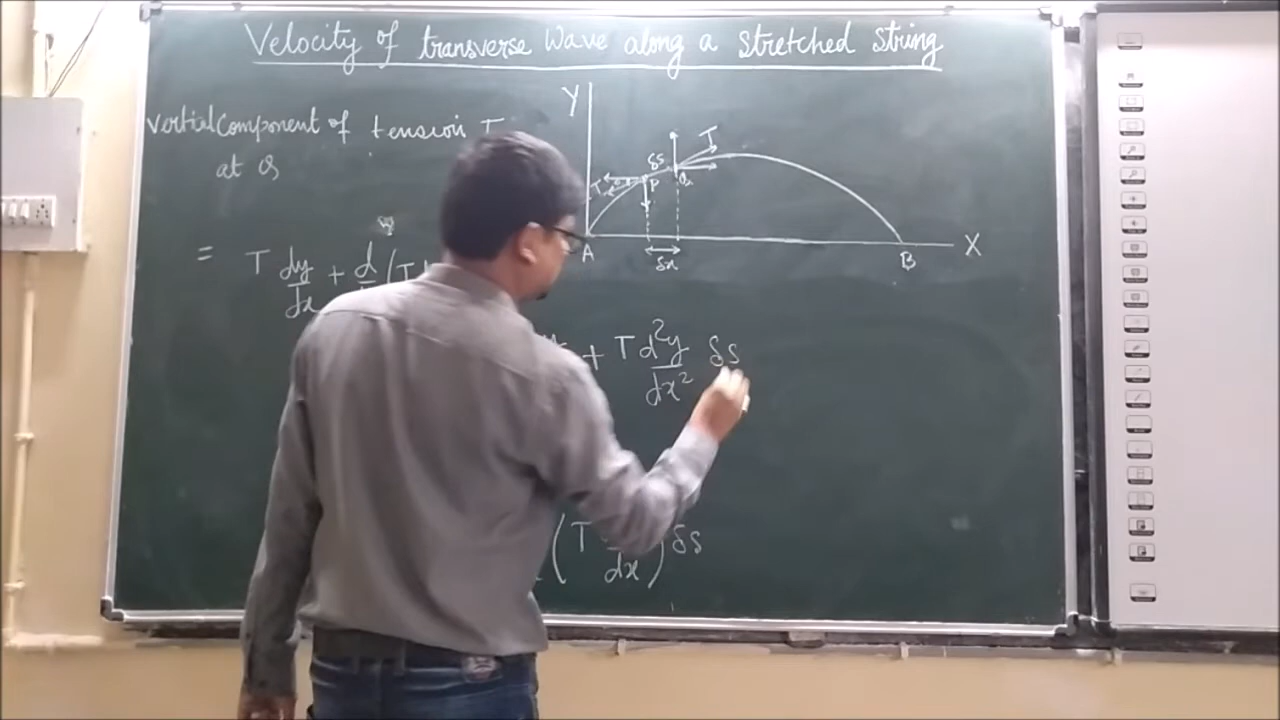 Velocity of transverse wave along a stretched string
Vertical component of tension T
at Q
= T dy/dx + d/ (T
+ T d²y/dx² δs
(T /dx) δs
Y
T
δs
T
P
Q
A
δx
B
X